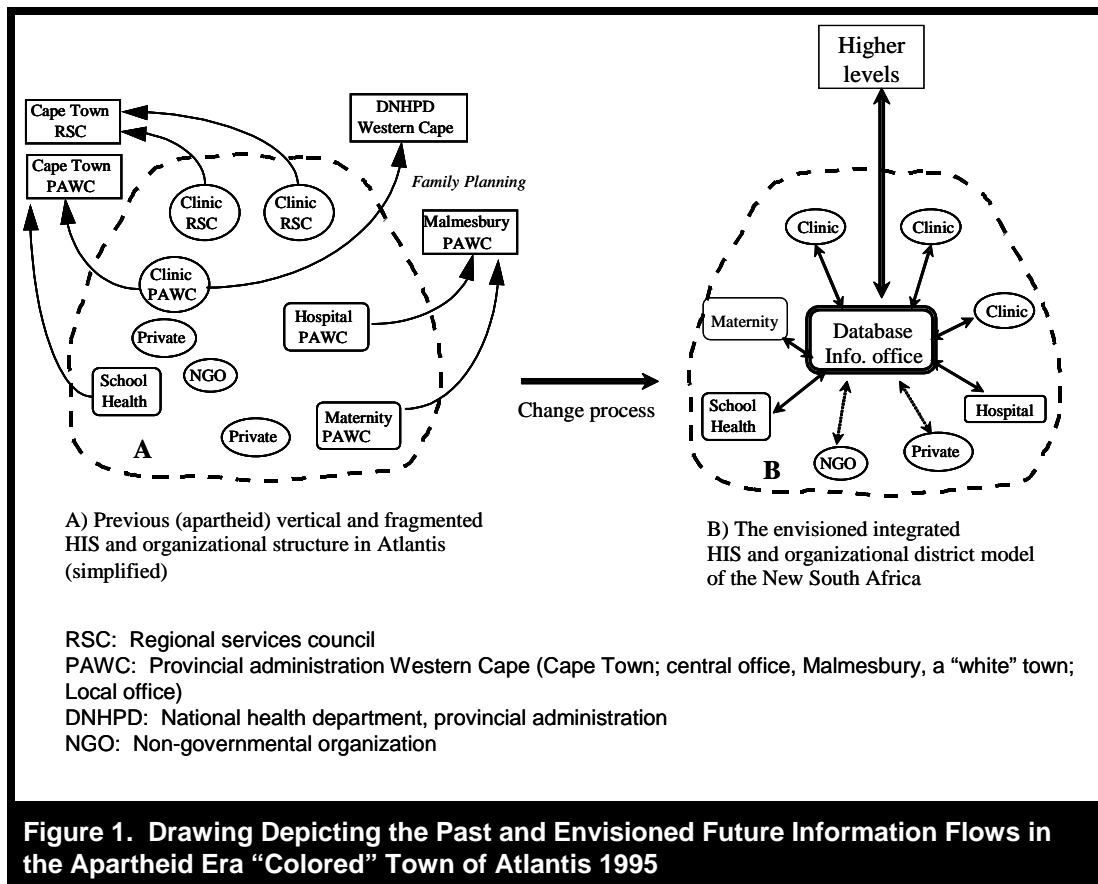 Higher
levels
Cape Town
RSC
DNHPD
Western Cape
Cape Town
PAWC
Family Planning
Clinic
RSC
Clinic
RSC
Malmesbury
PAWC
Clinic
PAWC
Hospital
PAWC
Private
NGO
School
Health
Maternity
PAWC
Private
A
Change process
Clinic
Clinic
Clinic
Maternity
Database
Info. office
School
Health
Hospital
NGO
Private
B
A) Previous (apartheid) vertical and fragmented
HIS and organizational structure in Atlantis
(simplified)
B) The envisioned integrated
HIS and organizational district model
of the New South Africa
RSC: Regional services council
PAWC: Provincial administration Western Cape (Cape Town; central office, Malmesbury, a “white” town;
Local office)
DNHPD: National health department, provincial administration
NGO: Non-governmental organization
Figure 1. Drawing Depicting the Past and Envisioned Future Information Flows in
the Apartheid Era “Colored” Town of Atlantis 1995